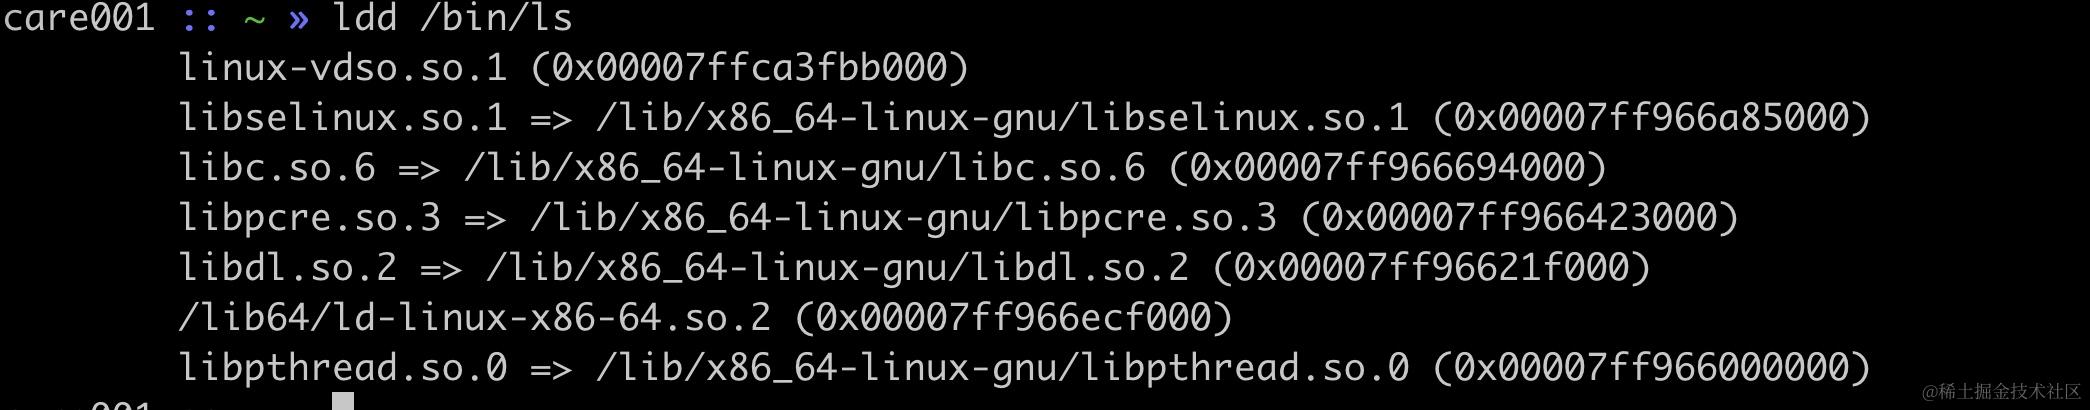 care001 :: ~ » ldd /bin/ls
linux-vdso.so.1 (0x00007ffca3fbb000)
libselinux.so.1 => /lib/x86_64-linux-gnu/libselinux.so.1 (0x00007ff966a85000)
libc.so.6 => /lib/x86_64-linux-gnu/libc.so.6 (0x00007ff966694000)
libpcre.so.3 => /lib/x86_64-linux-gnu/libpcre.so.3 (0x00007ff966423000)
libdl.so.2 => /lib/x86_64-linux-gnu/libdl.so.2 (0x00007ff96621f000)
/lib64/ld-linux-x86-64.so.2 (0x00007ff966ecf000)
libpthread.so.0 => /lib/x86_64-linux-gnu/libpthread.so.0 (0x00007ff966000000)
@稀土掘金技术社区